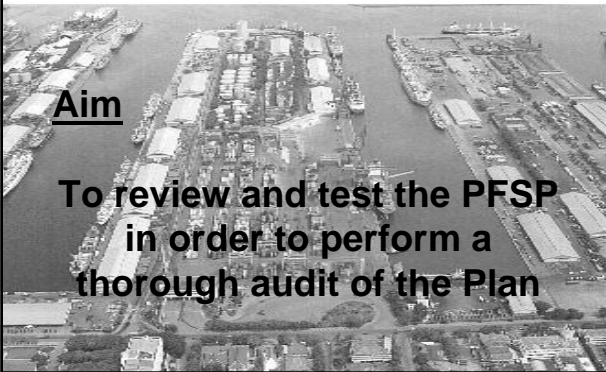 Aim
To review and test the PFSP
in order to perform a
thorough audit of the Plan